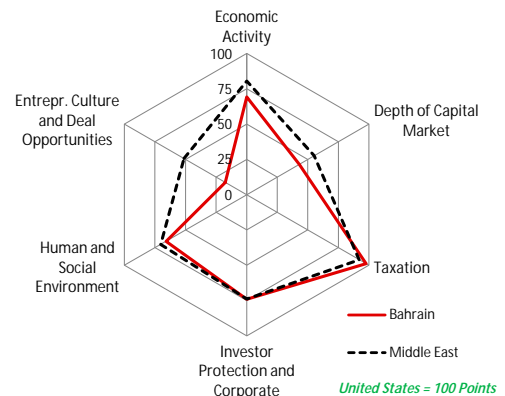 Economic
Activity
100
75
50
25
0
Depth of Capital
Market
Taxation
Investor
Protection and
Corporate
Human and
Social
Environment
Entrepr. Culture
and Deal
Opportunities
Bahrain
Middle East
United States = 100 Points